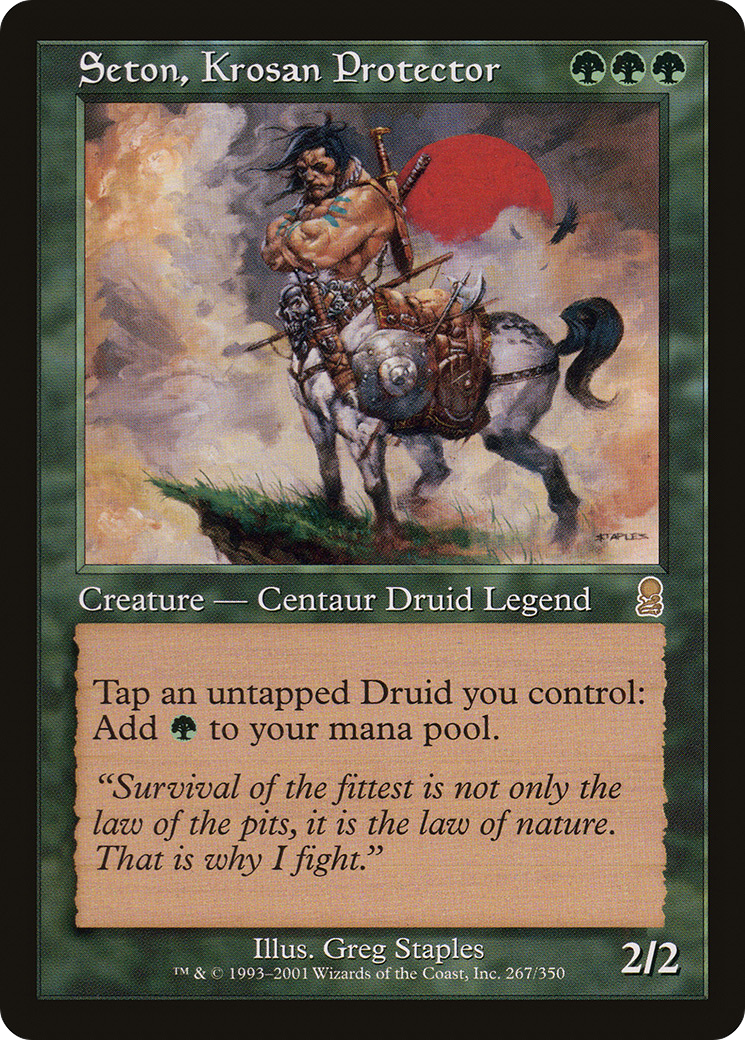 Seton, Krosan Protector
STAPLES
Creature — Centaur Druid Legend
Tap an untapped Druid you control:
Add to your mana pool.
“Survival of the fittest is not only the
law of the pits, it is the law of nature.
That is why I fight.”
Illus. Greg Staples
™ & © 1993–2001 Wizards of the Coast, Inc. 267/350
2/2